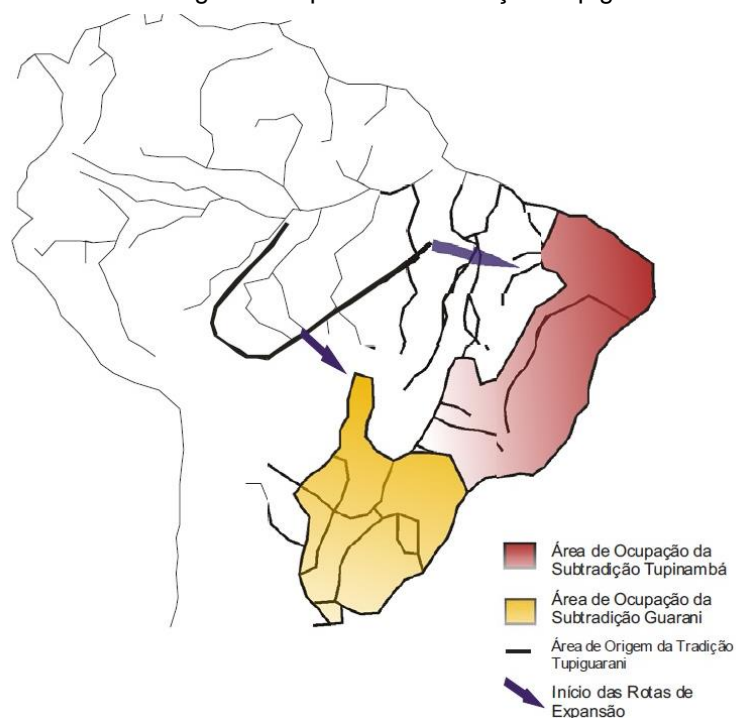 Área de Ocupação da
Subtradição Tupinambá
Área de Ocupação da
Subtradição Guarani
Área de Origem da Tradição
Tupiguarani
Início das Rotas de
Expansão